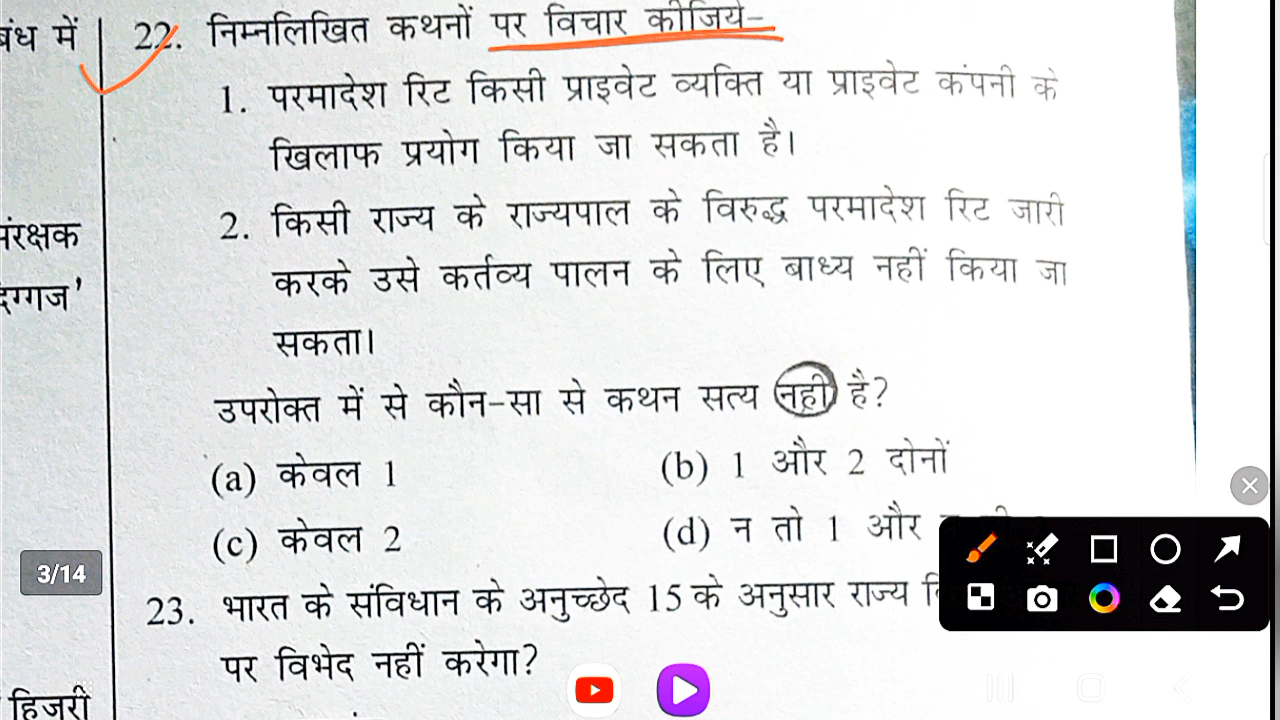 बंध में
संरक्षक
दिग्गज'
हिजरी
22. निम्नलिखित कथनों पर विचार कीजिये-
1. परमादेश रिट किसी प्राइवेट व्यक्ति या प्राइवेट कंपनी के
खिलाफ प्रयोग किया जा सकता है।
2. किसी राज्य के राज्यपाल के विरुद्ध परमादेश रिट जारी
करके उसे कर्तव्य पालन के लिए बाध्य नहीं किया जा
सकता।
उपरोक्त में से कौन-सा से कथन सत्य नही है?
(a) केवल 1
(b) 1 और 2 दोनों
(c) केवल 2
(d) न तो 1 और
3/14
23. भारत के संविधान के अनुच्छेद 15 के अनुसार राज्य
पर विभेद नहीं करेगा?